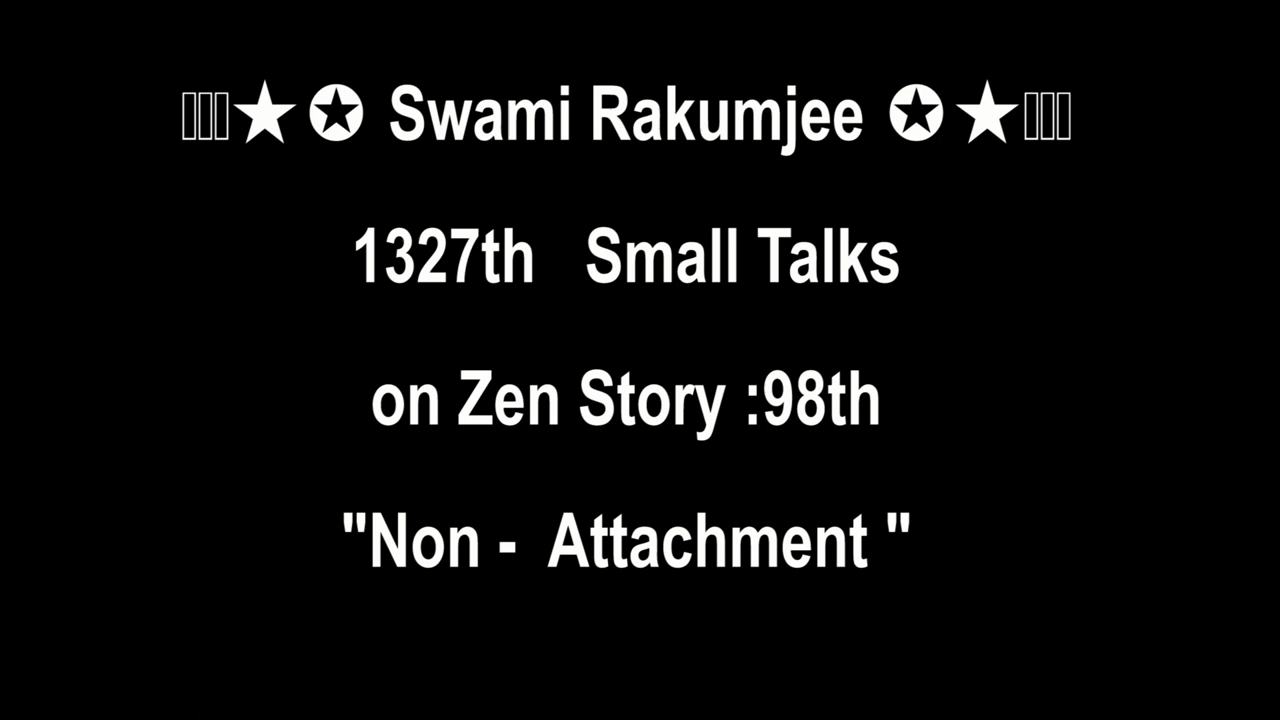 ▯▯▯★✪ Swami Rakumjee ✪★▯▯▯
1327th Small Talks
on Zen Story :98th
"Non - Attachment "